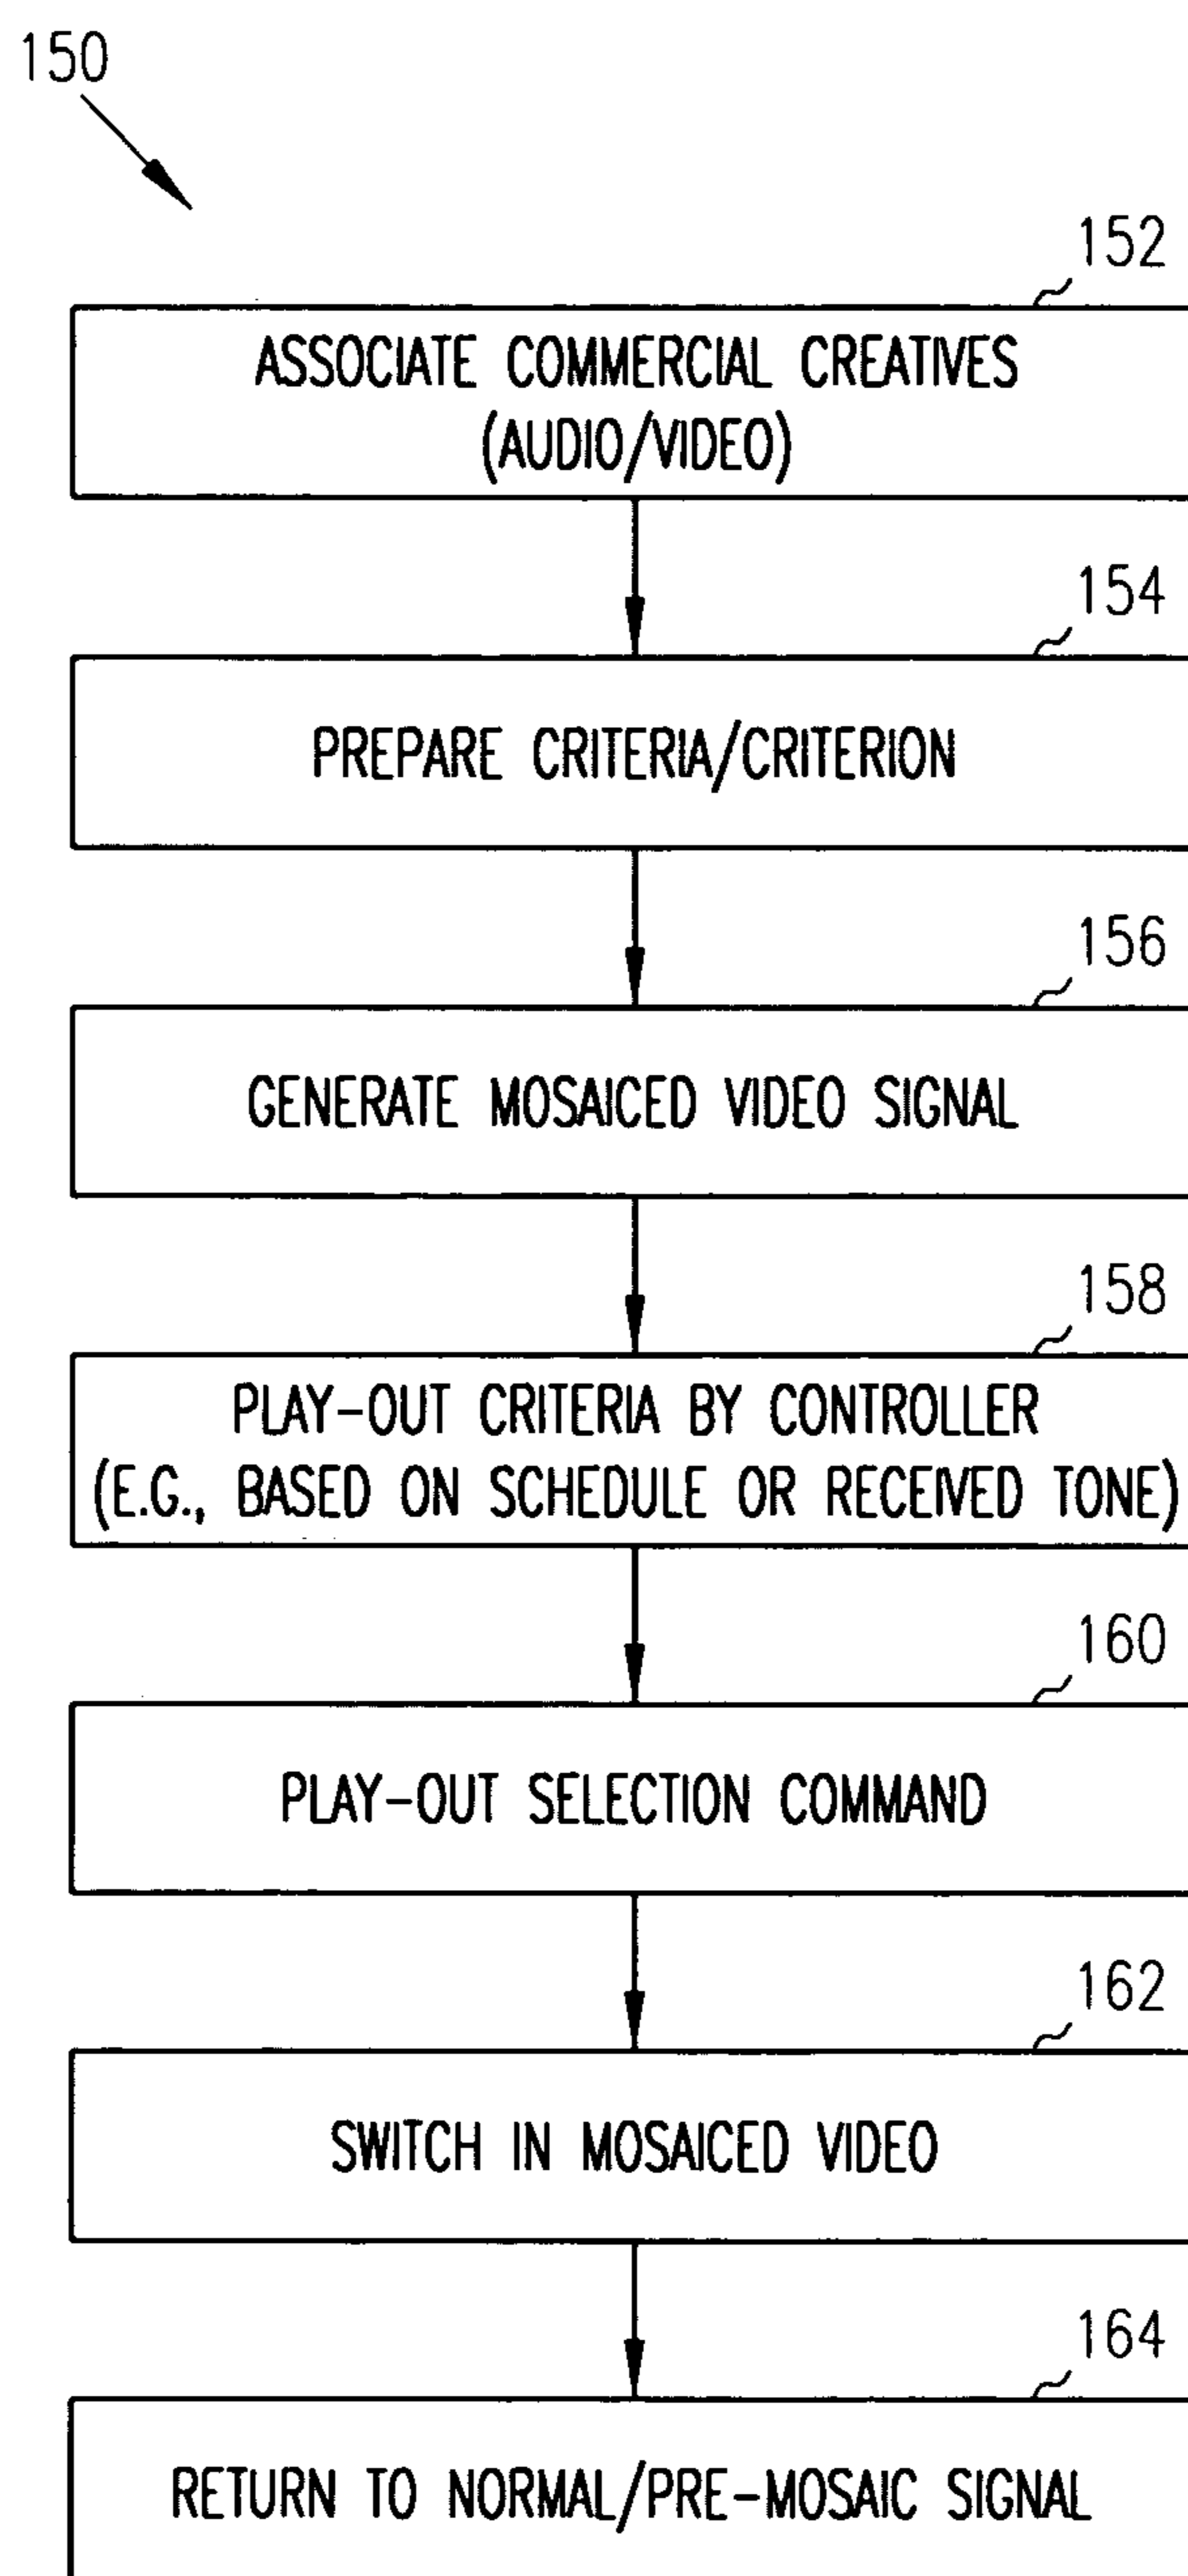 150
152
ASSOCIATE COMMERCIAL CREATIVES
(AUDIO/VIDEO)
154
PREPARE CRITERIA/CRITERION
156
GENERATE MOSAICED VIDEO SIGNAL
158
PLAY-OUT CRITERIA BY CONTROLLER
(E.G., BASED ON SCHEDULE OR RECEIVED TONE)
160
PLAY-OUT SELECTION COMMAND
162
SWITCH IN MOSAICED VIDEO
164
RETURN TO NORMAL/PRE-MOSAIC SIGNAL